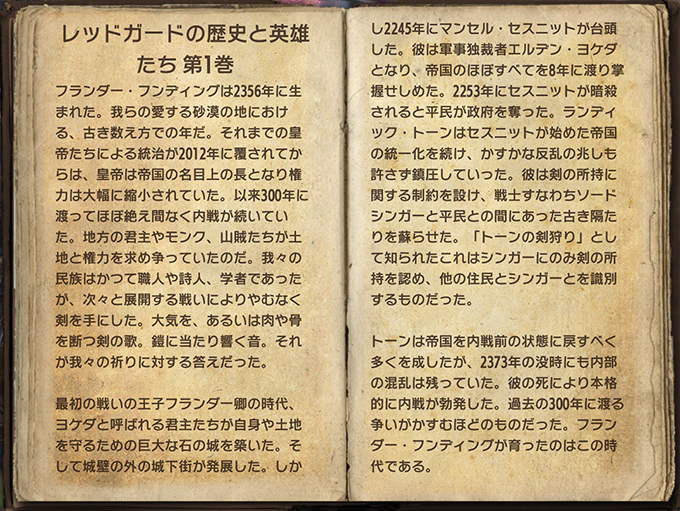 レッドガードの歴史と英雄
たち 第1巻
フランダー・フンディングは2356年に生
まれた。我らの愛する砂漠の地におけ
る、古き数え方での年だ。それまでの皇
帝たちによる統治が2012年に覆されてか
らは、皇帝は帝国の名目上の長となり権
力は大幅に縮小されていた。以来300年に
渡ってほぼ絶え間なく内戦が続いてい
た。地方の君主やモンク、山賊たちが土
地と権力を求め争っていたのだ。我々の
民族はかつて職人や詩人、学者であった
が、次々と展開する戦いによりやむなく
剣を手にした。大気を、あるいは肉や骨
を断つ剣の歌。鎧に当たり響く音。それ
が我々の祈りに対する答えだった。
最初の戦いの王子フランダー卿の時代、
ヨケダと呼ばれる君主たちが自身や土地
を守るための巨大な石の城を築いた。そ
して城壁の外の城下街が発展した。しか
し2245年にマンセル・セスニットが台頭
した。彼は軍事独裁者エルデン・ヨケダ
となり、帝国のほぼすべてを8年に渡り掌
握せしめた。2253年にセスニットが暗殺
されると平民が政府を奪った。ランディ
ック・トーンはセスニットが始めた帝国
の統一化を続け、かすかな反乱の兆しも
許さず鎮圧していった。彼は剣の所持に
関する制約を設け、戦士すなわちソード
シンガーと平民との間にあった古き隔た
りを蘇らせた。「トーンの剣狩り」とし
て知られたこれはシンガーにのみ剣の所
持を認め、他の住民とシンガーとを識別
するものだった。
トーンは帝国を内戦前の状態に戻すべく
多くを成したが、2373年の没時にも内部
の混乱は残っていた。彼の死により本格
的に内戦が勃発した。過去の300年に渡る
争いがかすむほどのものだった。フラン
ダー・フンディングが育ったのはこの時
代である。